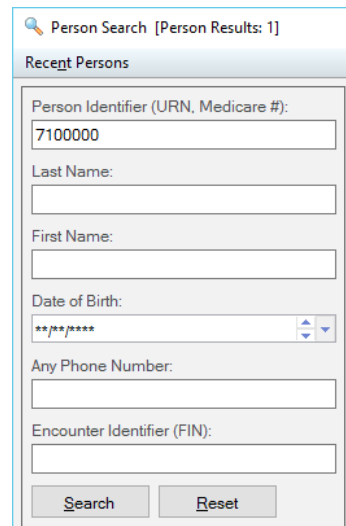 Person Search [Person Results: 1]
Recent Persons
Person Identifier (URN, Medicare #):
7100000
Last Name:
First Name:
Date of Birth:
**/**/****
Any Phone Number:
Encounter Identifier (FIN):
Search Reset